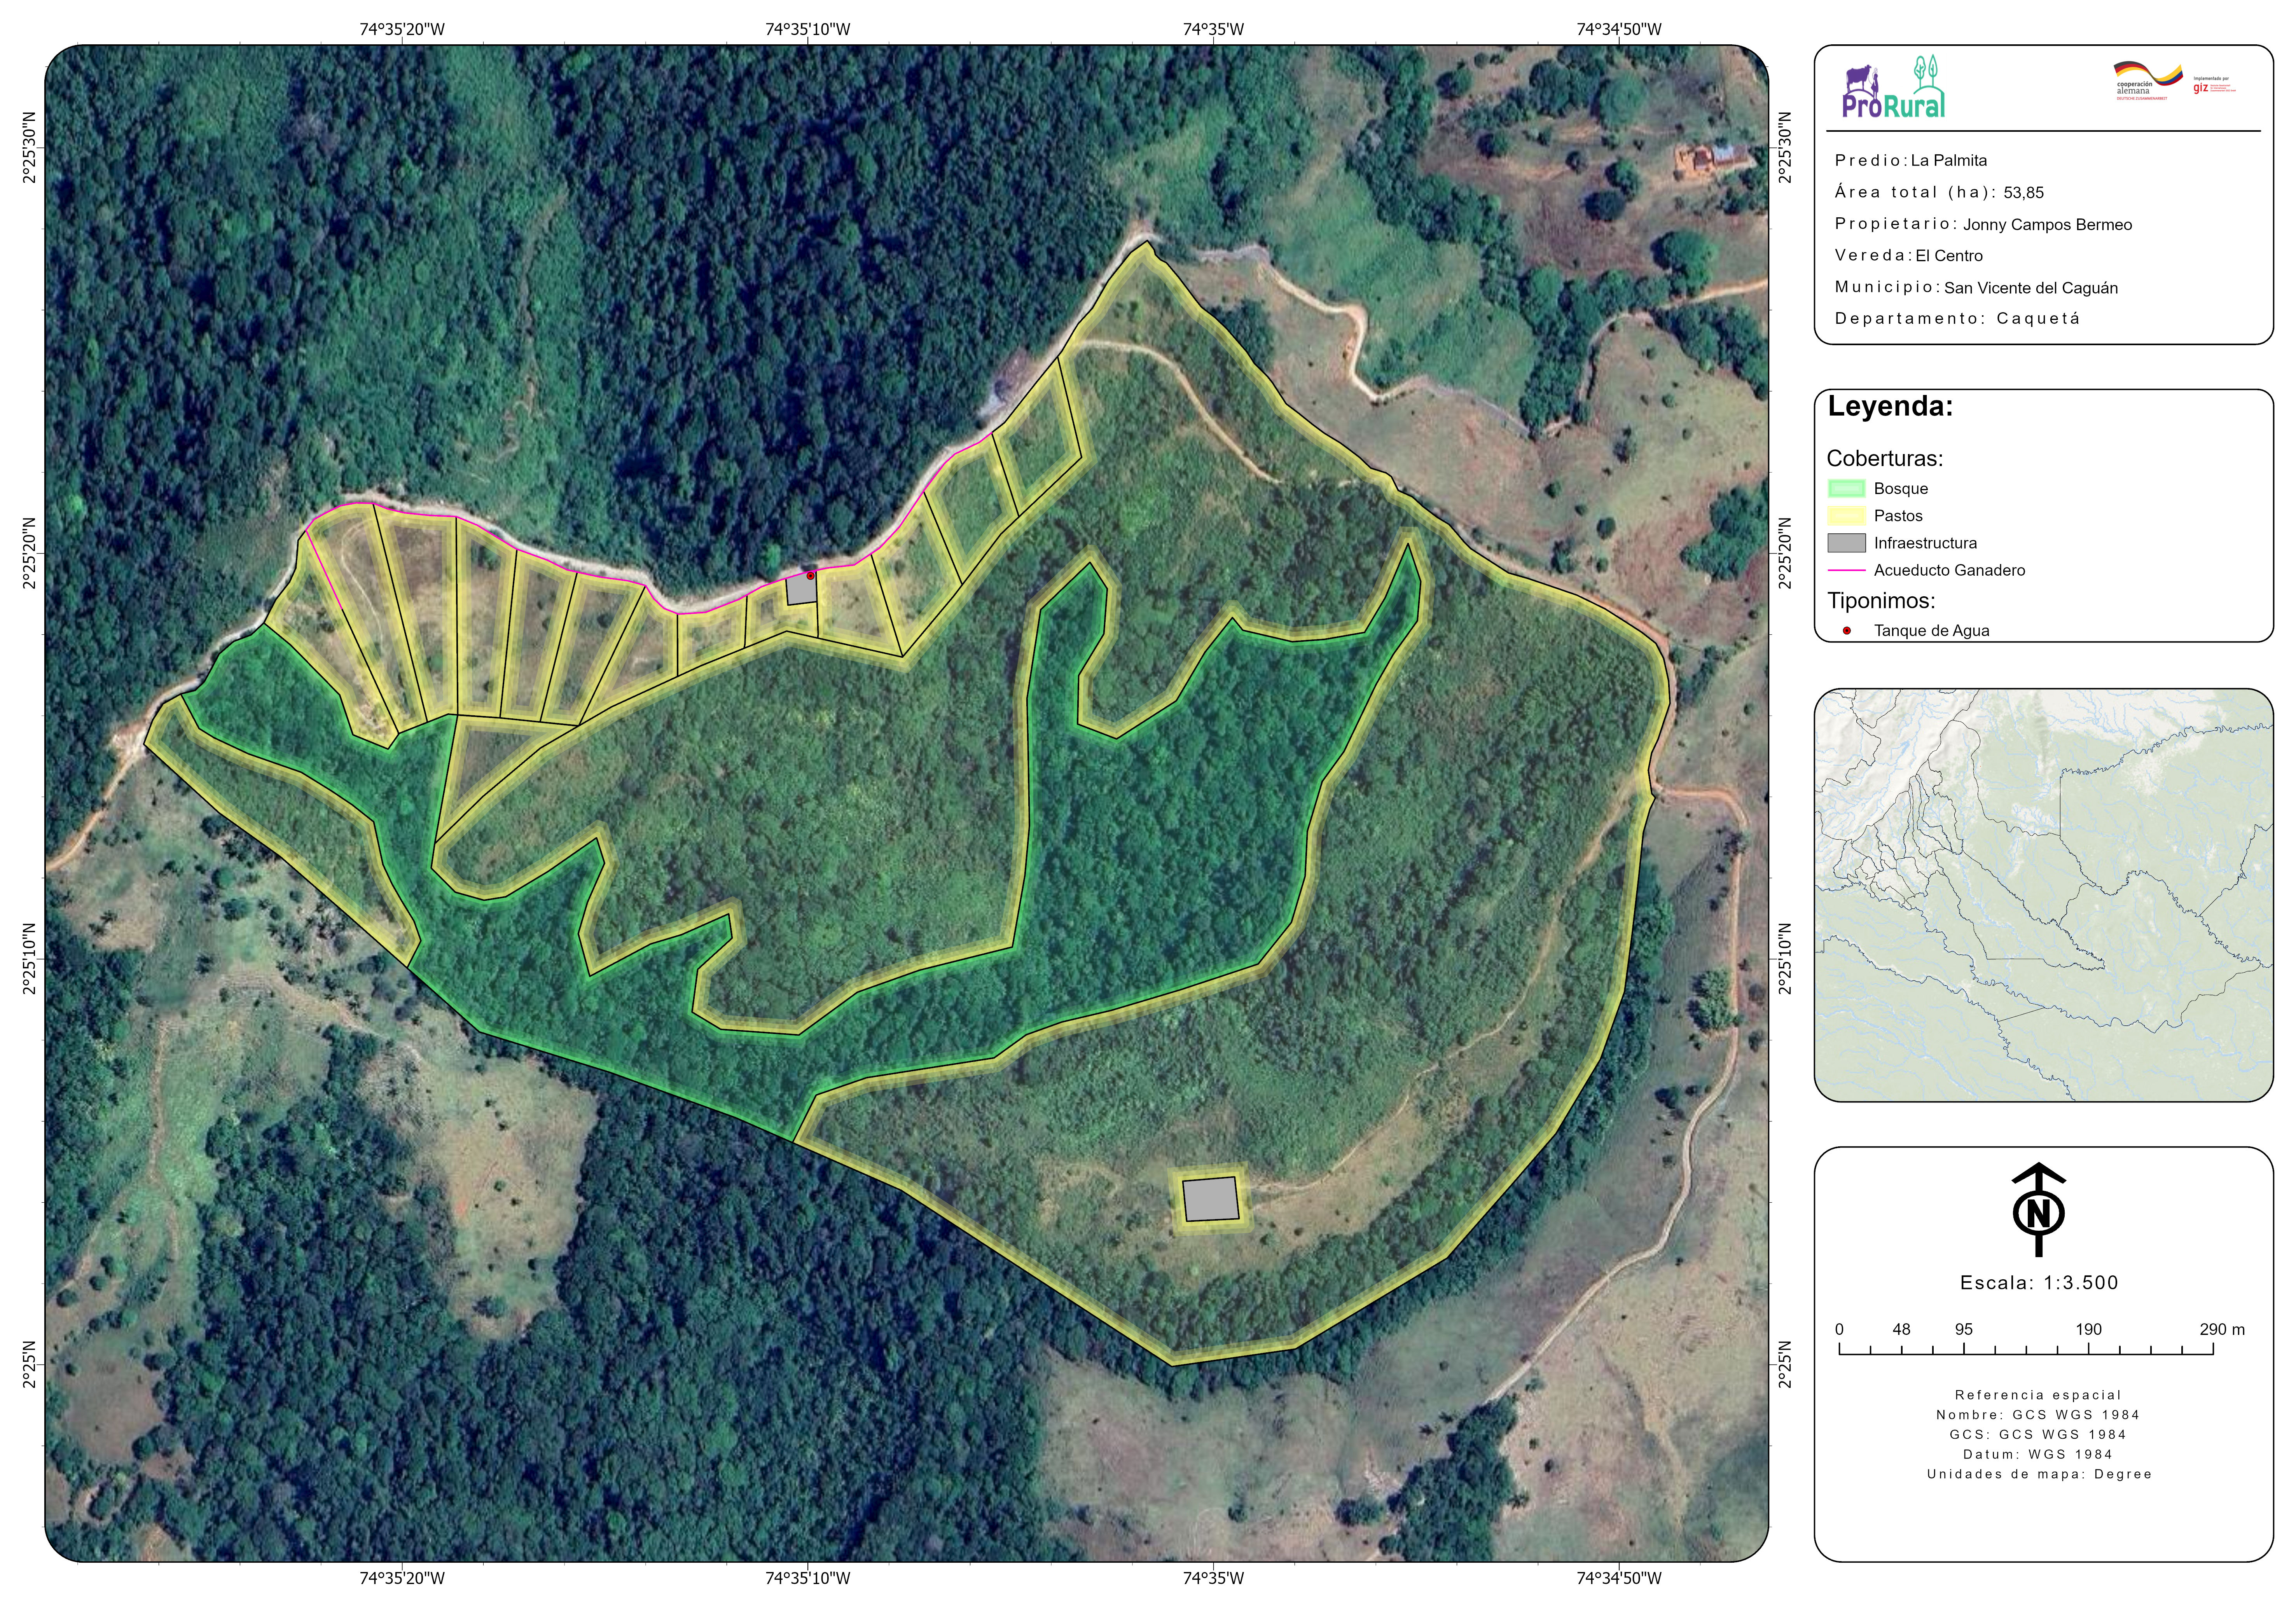 74°35'20"W
74°35'10"W
74°35'W
74°34'50"W
2°25'30"N
2°25'30"N
2°25'20"N
2°25'20"N
2°25'10"N
2°25'10"N
2°25'N
2°25'N
74°35'20"W
74°35'10"W
74°35'W
74°34'50"W
ProRural
cooperación
alemana
DEUTSCHE ZUSAMMENARBEIT
Implementada por
giz
Predio: La Palmita
Área total (ha): 53,85
Propietario: Jonny Campos Bermeo
Vereda: El Centro
Municipio: San Vicente del Caguán
Departamento: Caquetá
Leyenda:
Coberturas:
Bosque
Pastos
Infraestructura
Acueducto Ganadero
Tiponimos:
Tanque de Agua
N
Escala: 1:3.500
0 48 95 190 290 m
Referencia espacial
Nombre: GCS WGS 1984
GCS: GCS WGS 1984
Datum: WGS 1984
Unidades de mapa: Degree